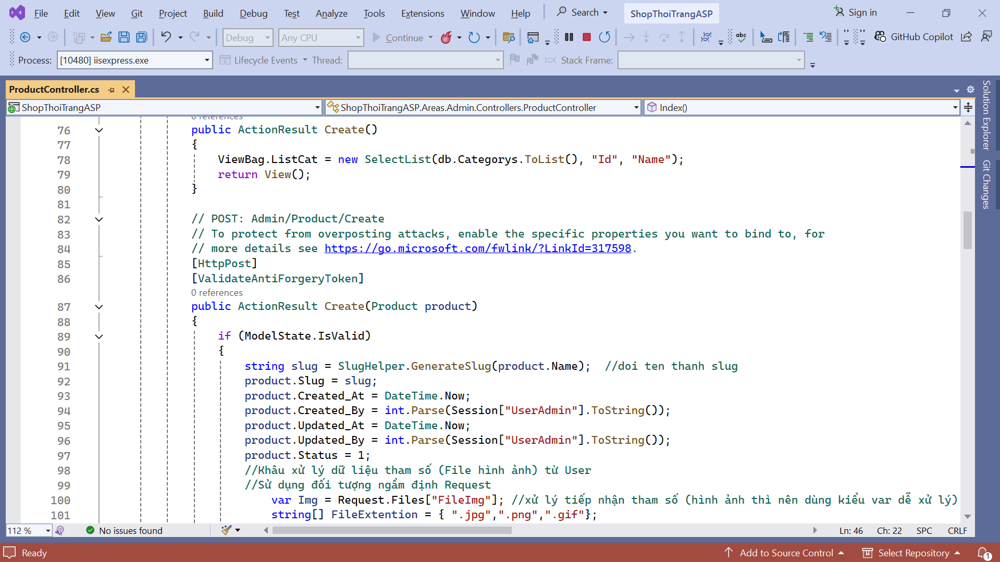 File Edit View Git Project Build Debug Test Analyze Tools Extensions Window Help Search ShopThoiTrangASP Sign in
Debug Any CPU Continue abc GitHub Copilot
Process: [10480] iisexpress.exe Lifecycle Events Thread: Stack Frame:
ProductController.cs
ShopThoiTrangASP ShopThoiTrangASP.Areas.Admin.Controllers.ProductController Index()
0 references
76 public ActionResult Create()
77 {
78 ViewBag.ListCat = new SelectList(db.Categorys.ToList(), "Id", "Name");
79 return View();
80 }
81
82 // POST: Admin/Product/Create
83 // To protect from overposting attacks, enable the specific properties you want to bind to, for
84 // more details see https://go.microsoft.com/fwlink/?LinkId=317598.
85 [HttpPost]
86 [ValidateAntiForgeryToken]
0 references
87 public ActionResult Create(Product product)
88 {
89 if (ModelState.IsValid)
90 {
91 string slug = SlugHelper.GenerateSlug(product.Name); //doi ten thanh slug
92 product.Slug = slug;
93 product.Created_At = DateTime.Now;
94 product.Created_By = int.Parse(Session["UserAdmin"].ToString());
95 product.Updated_At = DateTime.Now;
96 product.Updated_By = int.Parse(Session["UserAdmin"].ToString());
97 product.Status = 1;
98 //Khâu xử lý dữ liệu tham số (File hình ảnh) từ User
99 //Sử dụng đối tượng ngầm định Request
100 var Img = Request.Files["FileImg"]; //xử lý tiếp nhận tham số (hình ảnh thì nên dùng kiểu var dễ xử lý)
101 string[] FileExtention = { ".jpg",".png",".gif"};
Solution Explorer
Git Changes
112 % No issues found Ln: 46 Ch: 22 SPC CRLF
Ready Add to Source Control Select Repository 1